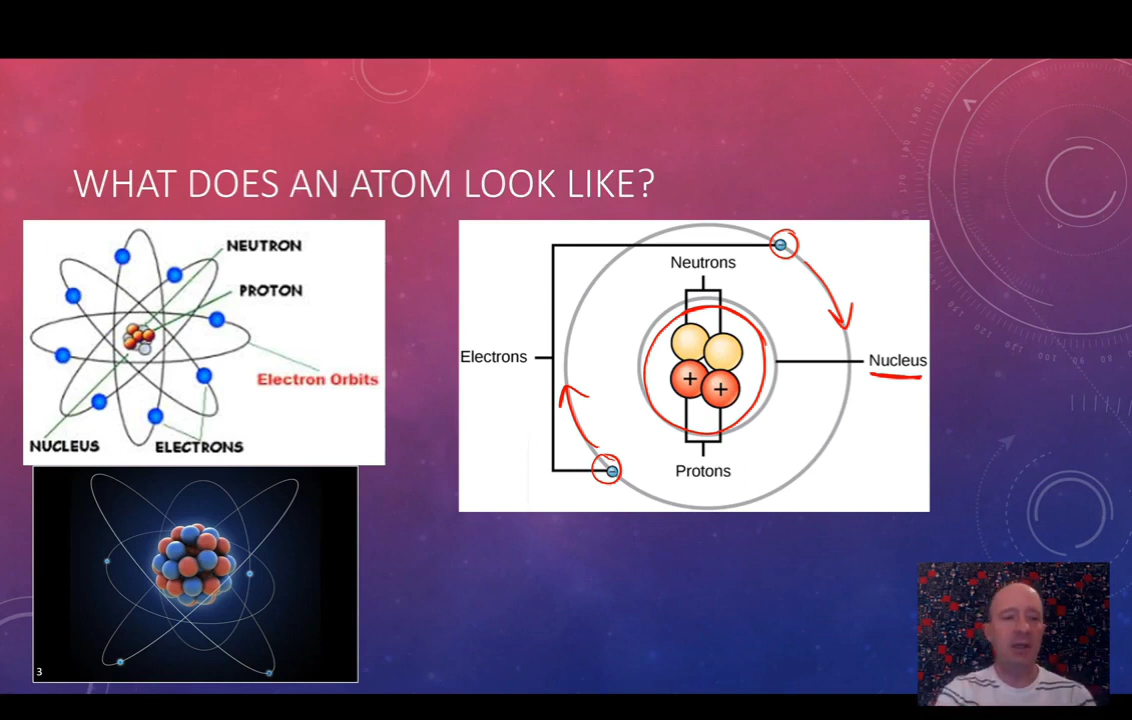 WHAT DOES AN ATOM LOOK LIKE?
NEUTRON
PROTON
Electron Orbits
NUCLEUS
ELECTRONS
Neutrons
Electrons
Nucleus
Protons
+ +
3